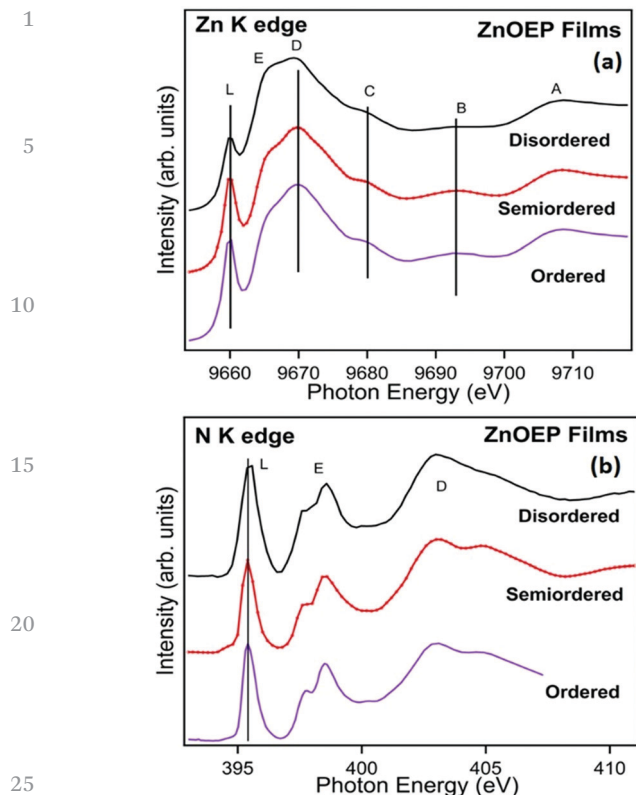 1
Zn K edge
ZnOEP Films
(a)
L
E
D
C
B
A
5
Disordered
Semiordered
Ordered
10
Intensity (arb. units)
9660 9670 9680 9690 9700 9710
Photon Energy (eV)
N K edge
ZnOEP Films
15
(b)
L
E
D
Disordered
Semiordered
20
Ordered
Intensity (arb. units)
395 400 405 410
Photon Energy (eV)
25